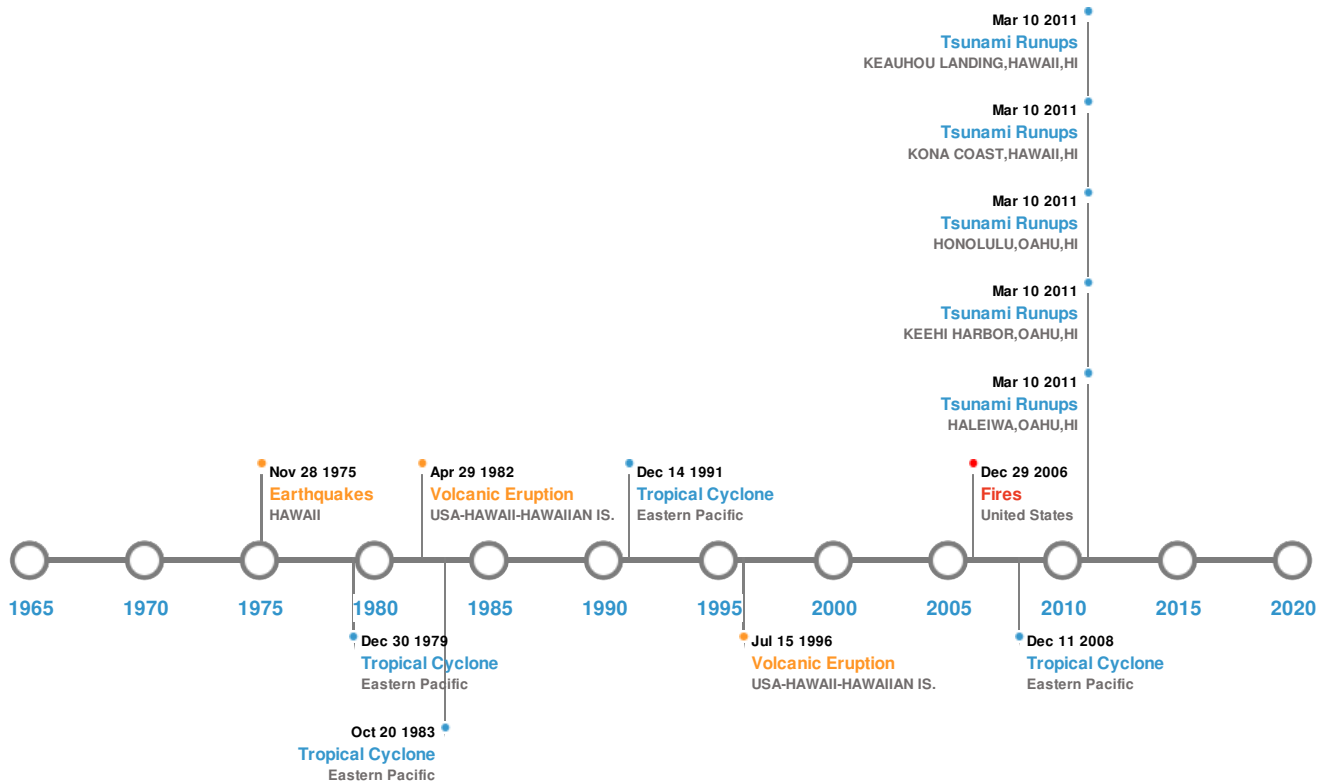 Mar 10 2011
Tsunami Runups
KEAUHOU LANDING,HAWAII,HI
Mar 10 2011
Tsunami Runups
KONA COAST,HAWAII,HI
Mar 10 2011
Tsunami Runups
HONOLULU,OAHU,HI
Mar 10 2011
Tsunami Runups
KEEHI HARBOR,OAHU,HI
Mar 10 2011
Tsunami Runups
HALEIWA,OAHU,HI
Nov 28 1975
Earthquakes
HAWAII
Apr 29 1982
Volcanic Eruption
USA-HAWAII-HAWAIIAN IS.
Dec 14 1991
Tropical Cyclone
Eastern Pacific
Dec 29 2006
Fires
United States
1965 1970 1975 1980 1985 1990 1995 2000 2005 2010 2015 2020
Dec 30 1979
Tropical Cyclone
Eastern Pacific
Jul 15 1996
Volcanic Eruption
USA-HAWAII-HAWAIIAN IS.
Dec 11 2008
Tropical Cyclone
Eastern Pacific
Oct 20 1983
Tropical Cyclone
Eastern Pacific